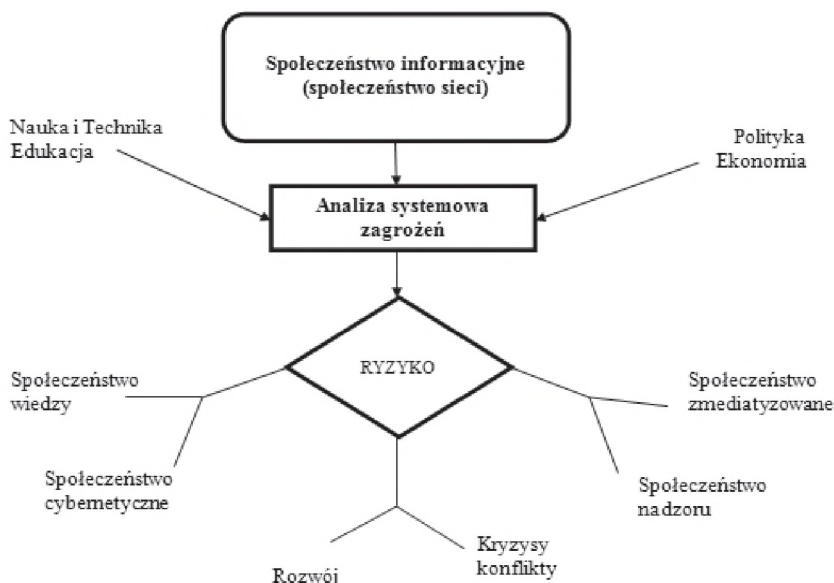 Społeczeństwo informacyjne
(społeczeństwo sieci)
Nauka i Technika
Edukacja
Polityka
Ekonomia
Analiza systemowa
zagrożeń
RYZYKO
Społeczeństwo
wiedzy
Społeczeństwo
zmediatyzowane
Społeczeństwo
cybernetyczne
Społeczeństwo
nadzoru
Rozwój
Kryzysy
konflikty